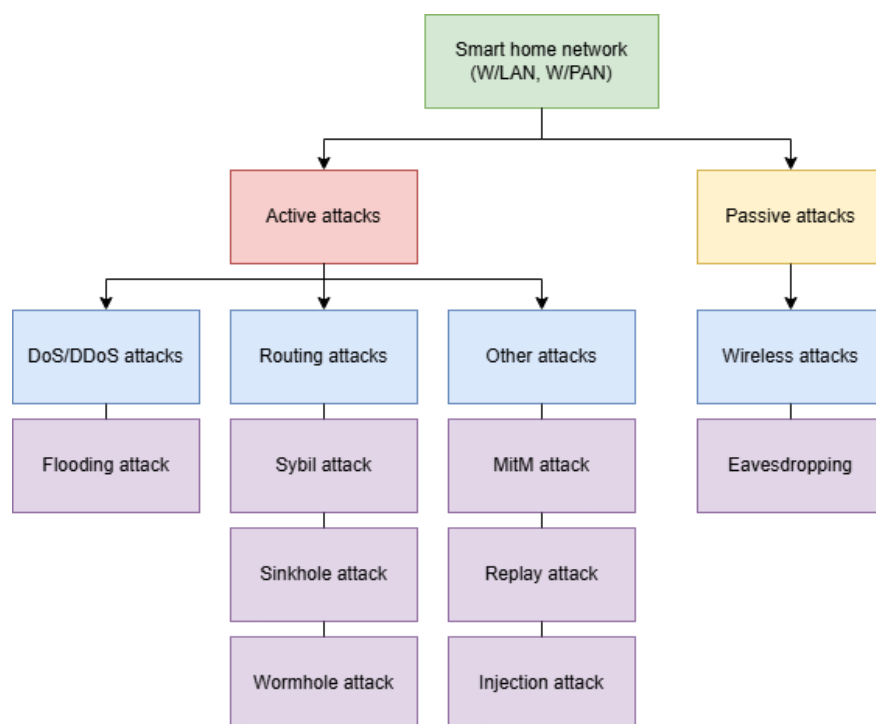 Smart home network
(W/LAN, W/PAN)
Active attacks
Passive attacks
DoS/DDoS attacks
Routing attacks
Other attacks
Wireless attacks
Flooding attack
Sybil attack
MitM attack
Eavesdropping
Sinkhole attack
Replay attack
Wormhole attack
Injection attack